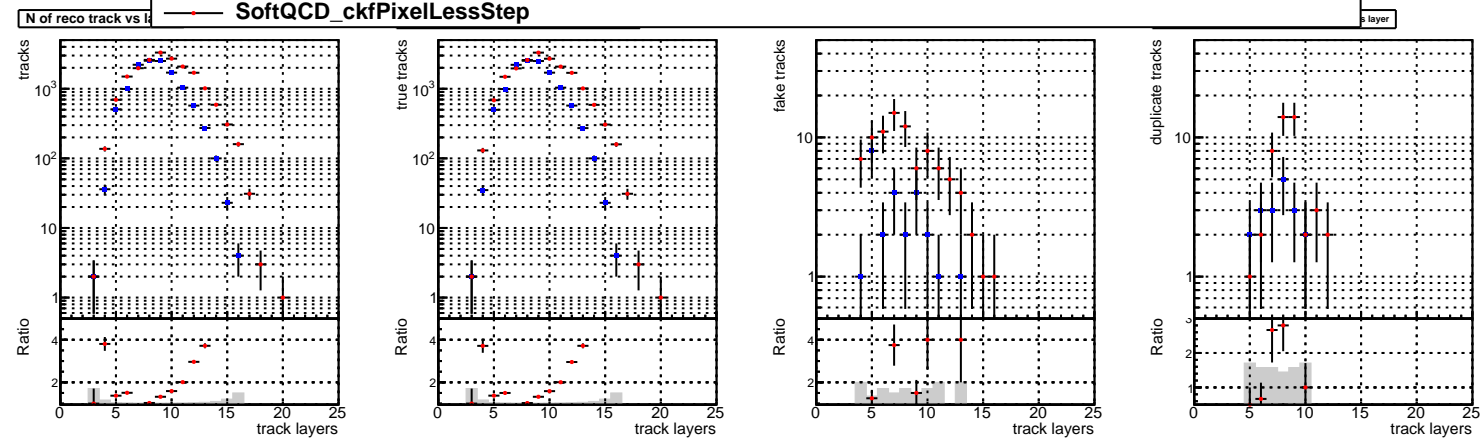 SoftQCD_ckfPixelLessStep
N of reco track vs
layer
tracks
10³
10²
10
1
Ratio
4
2
0 5 10 15 20 25
track layers
true tracks
10³
10²
10
1
Ratio
4
2
0 5 10 15 20 25
track layers
fake tracks
10
1
Ratio
4
2
0 5 10 15 20 25
track layers
duplicate tracks
10
1
Ratio
3
2
1
0 5 10 15 20 25
track layers